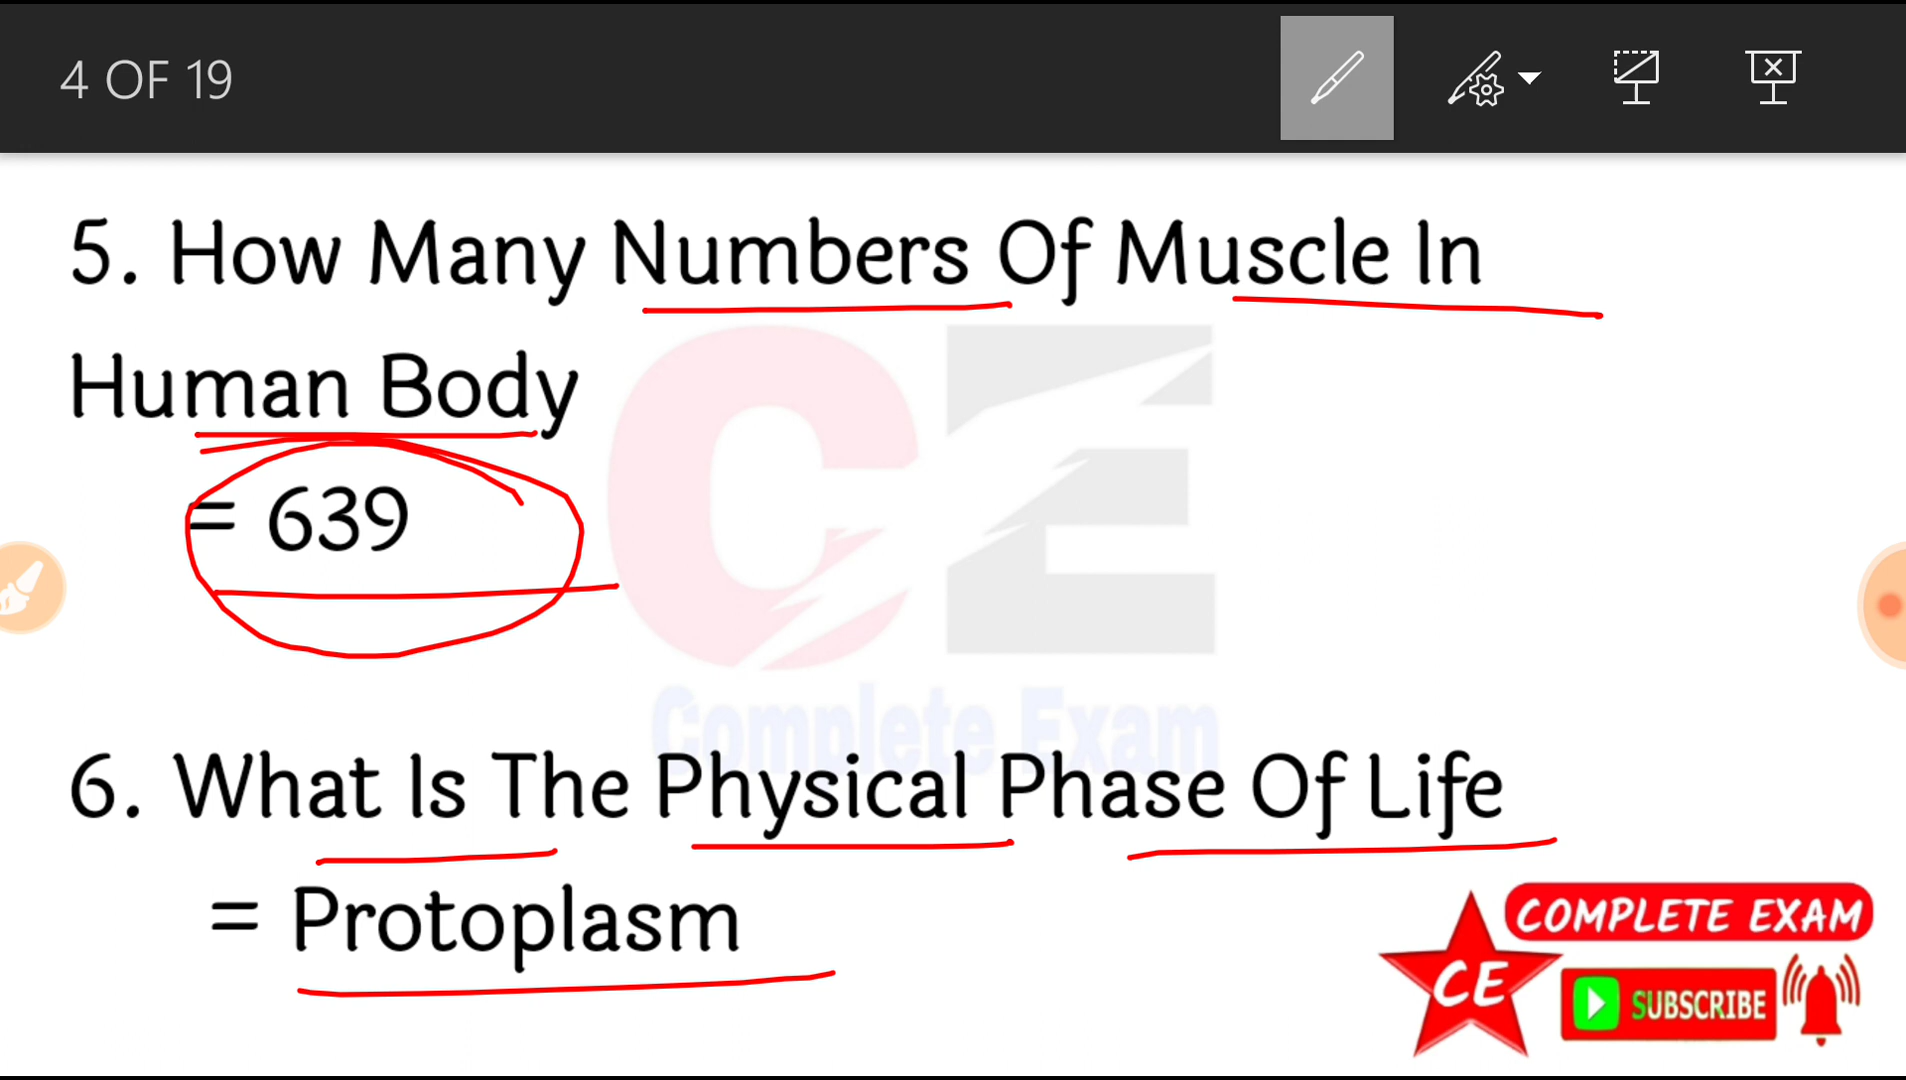 4 OF 19
5. How Many Numbers Of Muscle In
Human Body
= 639
CE
Complete Exam
6. What Is The Physical Phase Of Life
= Protoplasm
COMPLETE EXAM
CE
SUBSCRIBE